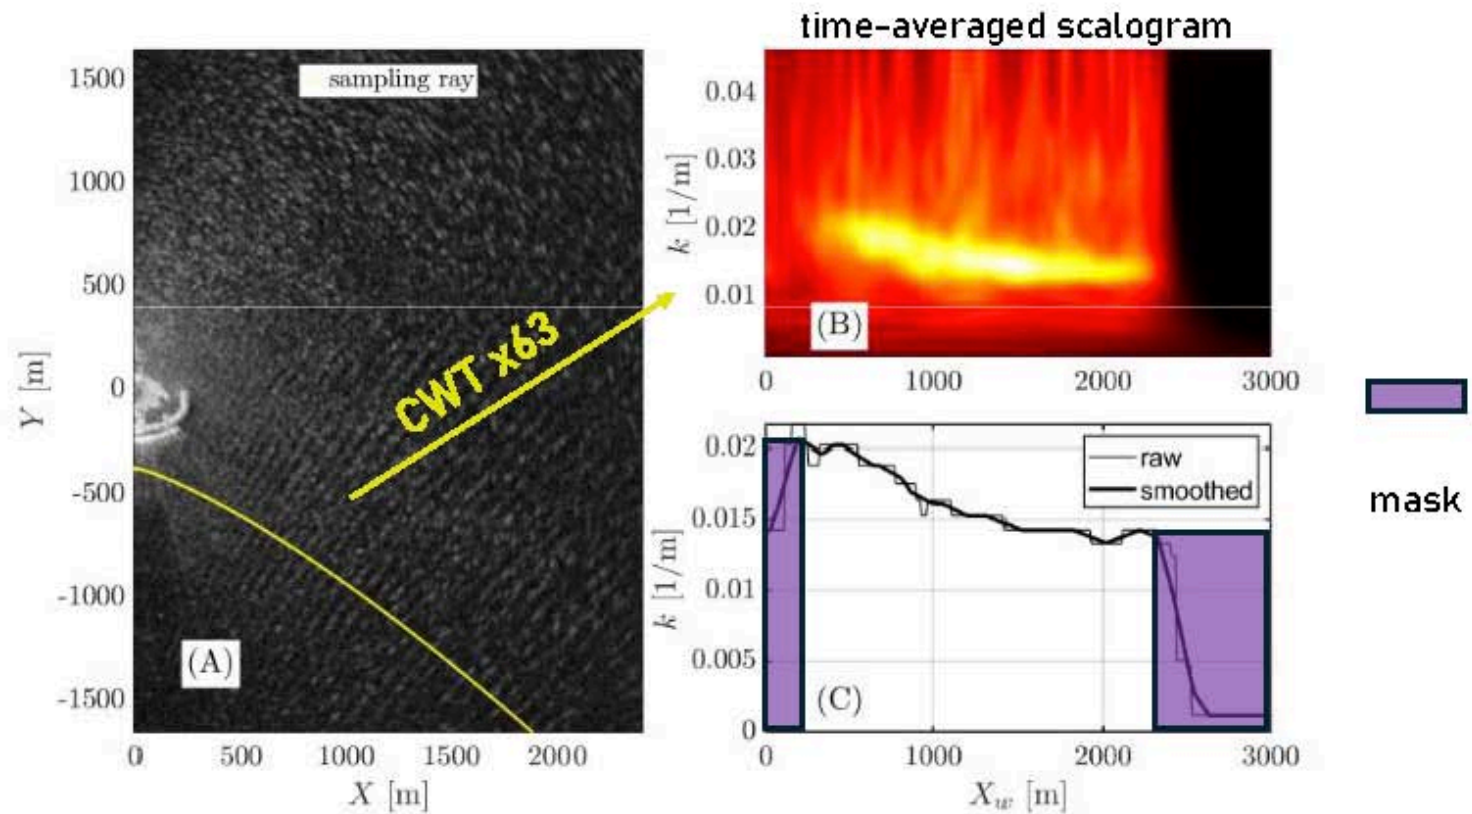 time-averaged scalogram
sampling ray
1500
1000
500
0
-500
-1000
-1500
Y [m]
0
500
1000
1500
2000
X [m]
(A)
CWT x63
0.04
0.03
0.02
0.01
k [1/m]
(B)
0
1000
2000
3000
0.02
0.015
0.01
0.005
0
k [1/m]
raw
smoothed
(C)
0
1000
2000
3000
X_w [m]
mask